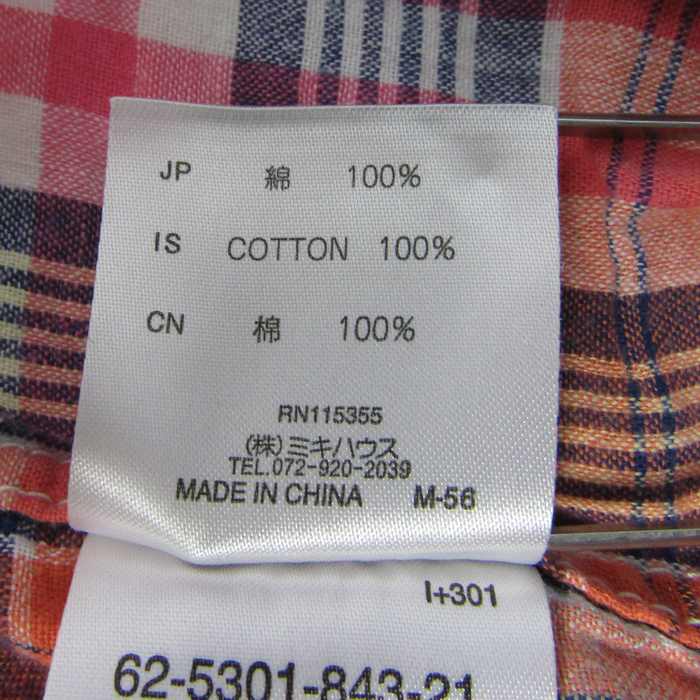 JP 綿 100%
IS COTTON 100%
CN 棉 100%
RN115355
(株)ミキハウス
TEL.072-920-2039
MADE IN CHINA M-56
I+301
62-5301-843-21